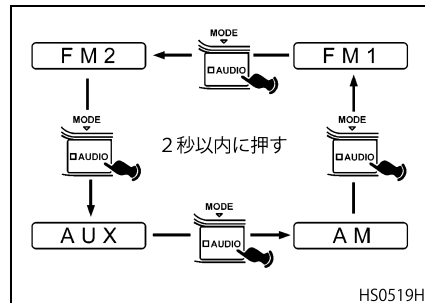 MODE
FM2
AUDIO
FM1
MODE
AUDIO
2秒以内に押す
MODE
AUDIO
MODE
AUX
AUDIO
AM
HS0519H